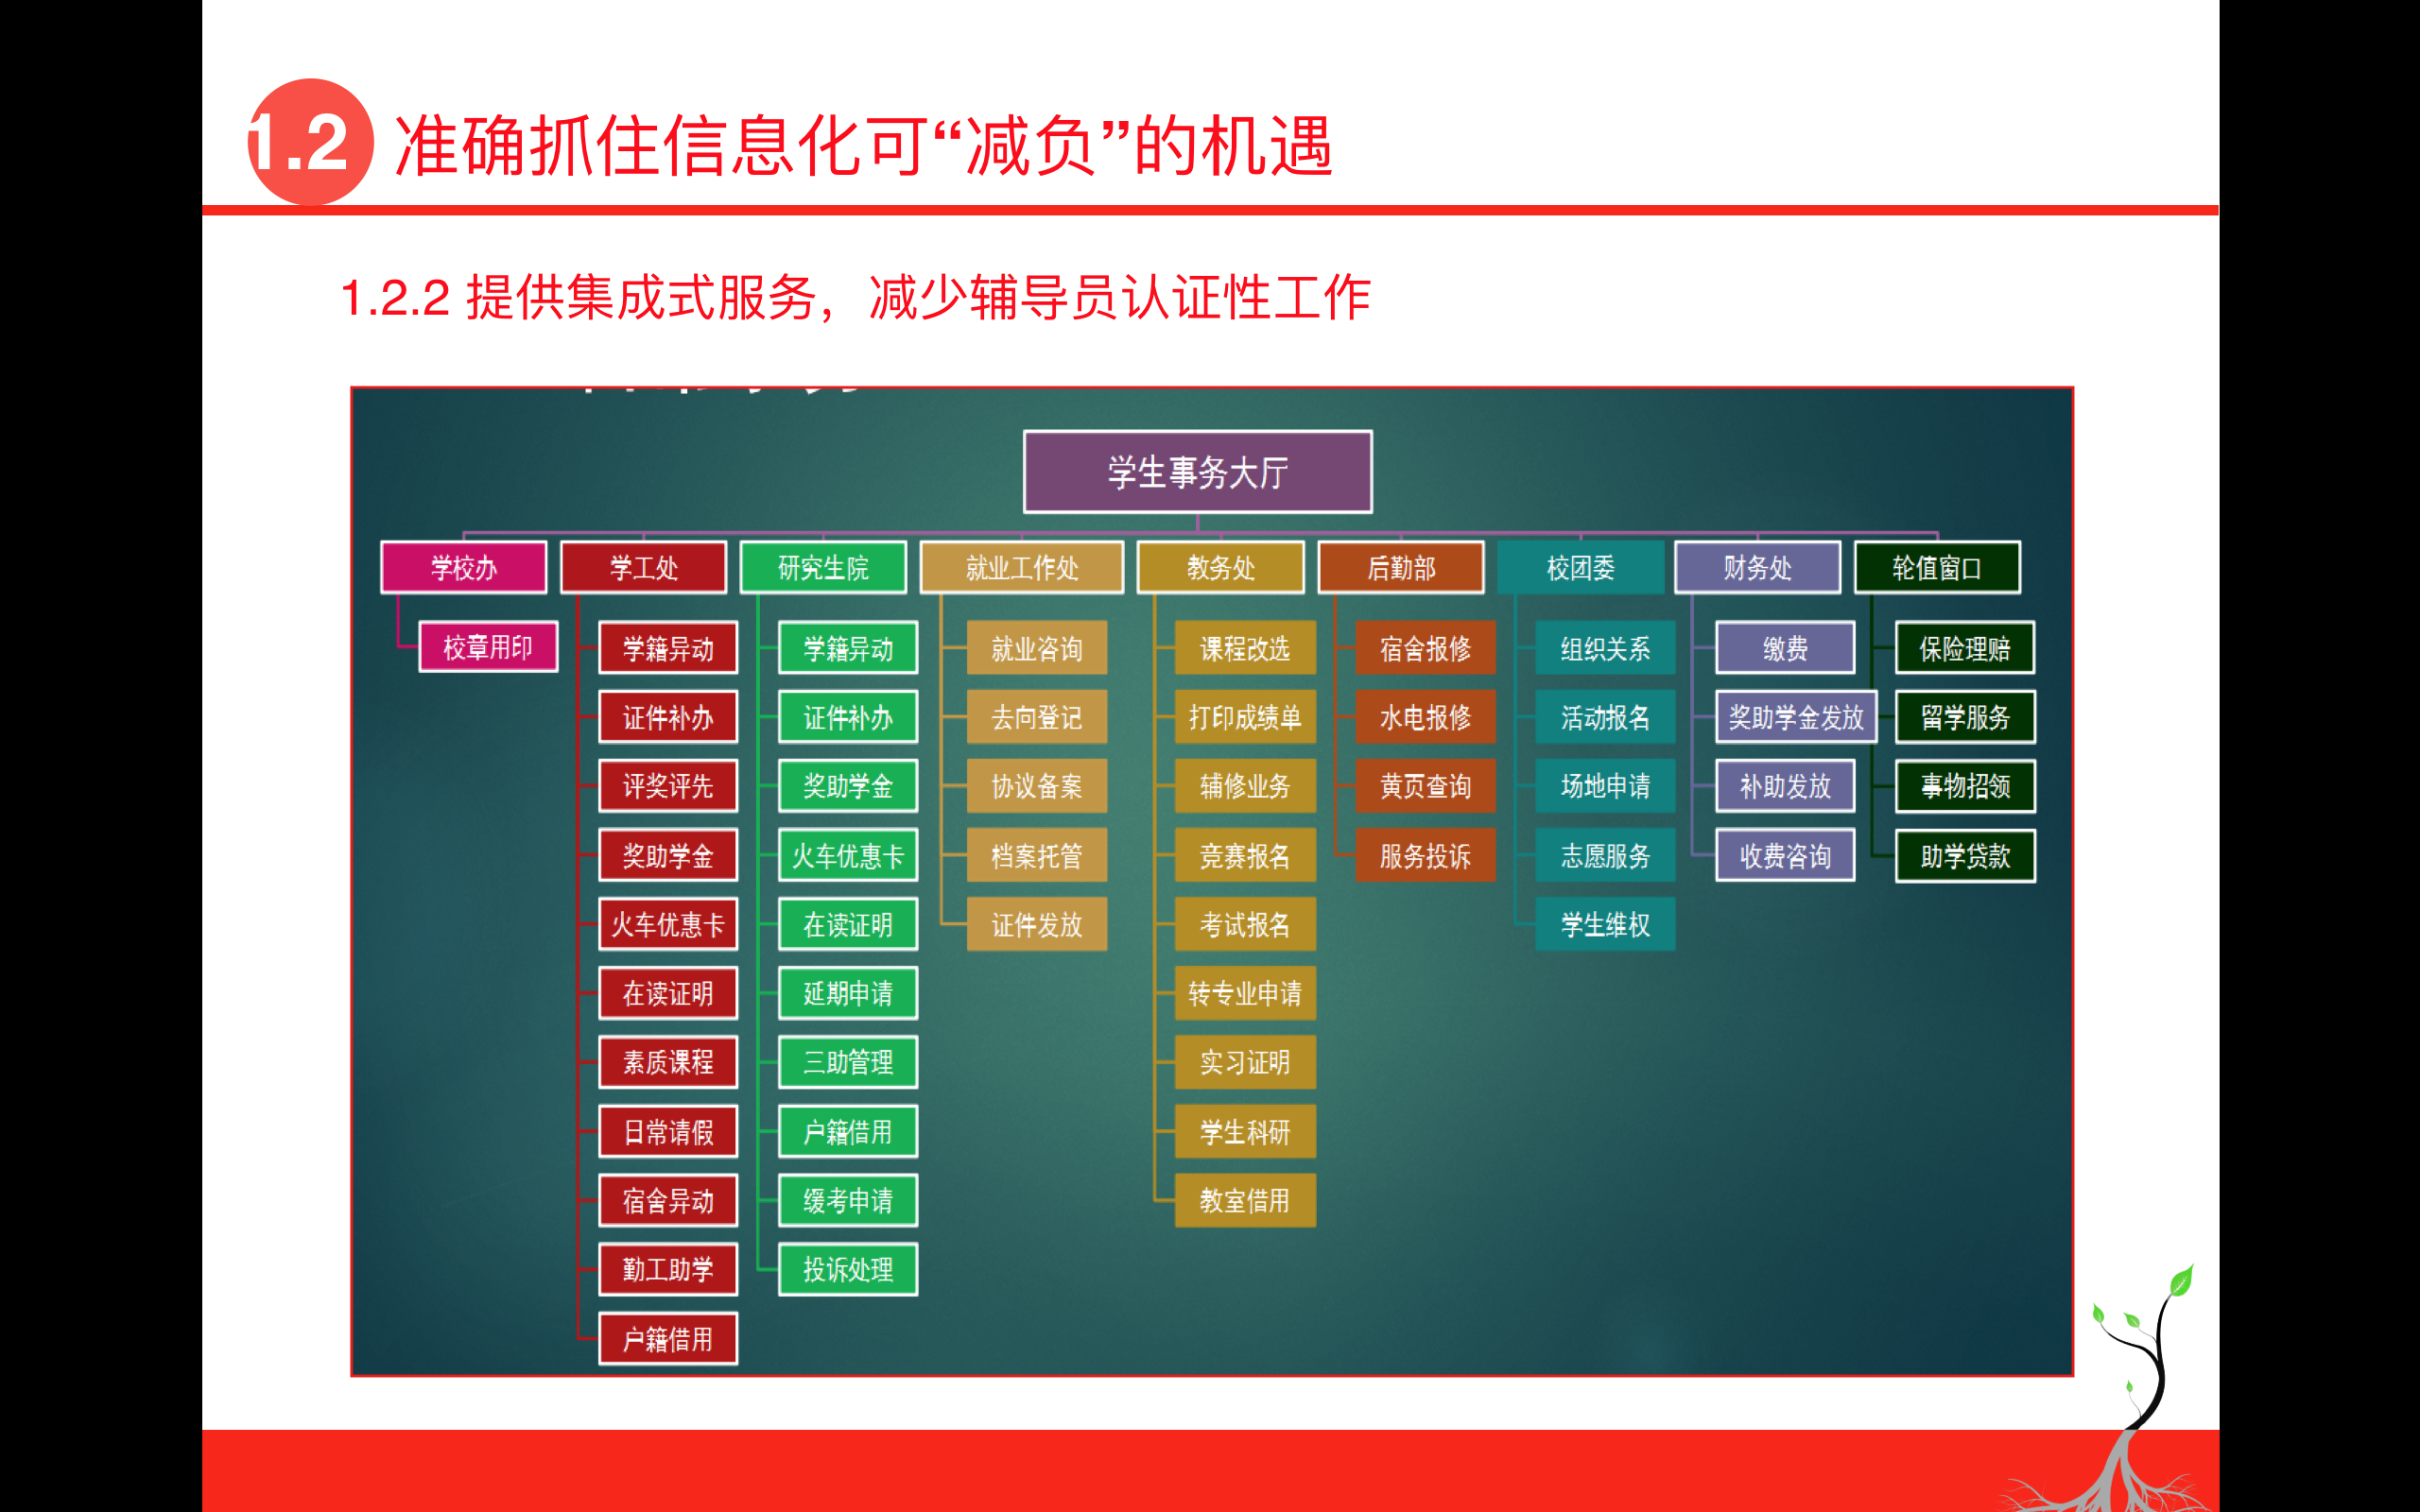 1.2 准确抓住信息化可“减负”的机遇
1.2.2 提供集成式服务，减少辅导员认证性工作
学生事务大厅
学校办
校章用印
学工处
学籍异动
证件补办
评奖评先
奖助学金
火车优惠卡
在读证明
素质课程
日常请假
宿舍异动
勤工助学
户籍借用
研究生院
学籍异动
证件补办
奖助学金
火车优惠卡
在读证明
延期申请
三助管理
户籍借用
缓考申请
投诉处理
就业工作处
就业咨询
去向登记
协议备案
档案托管
证件发放
教务处
课程改选
打印成绩单
辅修业务
竞赛报名
考试报名
转专业申请
实习证明
学生科研
教室借用
后勤部
宿舍报修
水电报修
黄页查询
服务投诉
校团委
组织关系
活动报名
场地申请
志愿服务
学生维权
财务处
缴费
奖助学金发放
补助发放
收费咨询
轮值窗口
保险理赔
留学服务
事物招领
助学贷款